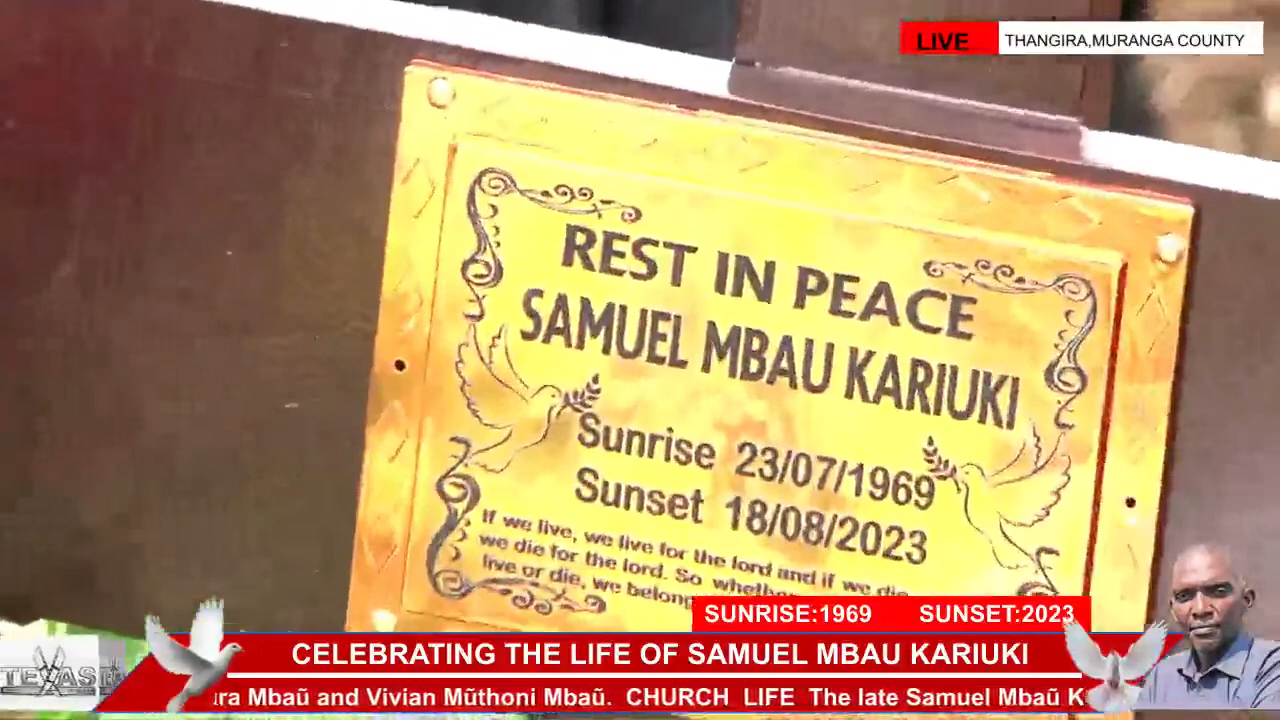 LIVE THANGIRA,MURANGA COUNTY
REST IN PEACE
SAMUEL MBAU KARIUKI
Sunrise 23/07/1969
Sunset 18/08/2023
If we live, we live for the lord and if we die
we die for the lord. So whether
live or die, we belong
SUNRISE:1969 SUNSET:2023
CELEBRATING THE LIFE OF SAMUEL MBAU KARIUKI
Mbaũ and Vivian Mũthoni Mbaũ. CHURCH LIFE The late Samuel Mbaũ K